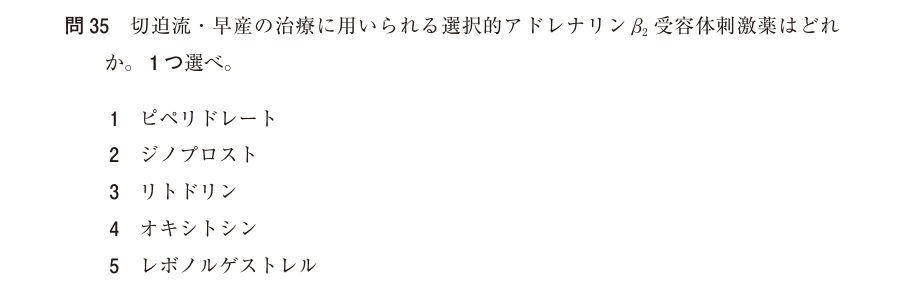 問 35　切迫流・早産の治療に用いられる選択的アドレナリンβ₂受容体刺激薬はどれ
か。1つ選べ。
1　ピペリドレート
2　ジノプロスト
3　リトドリン
4　オキシトシン
5　レボノルゲストレル